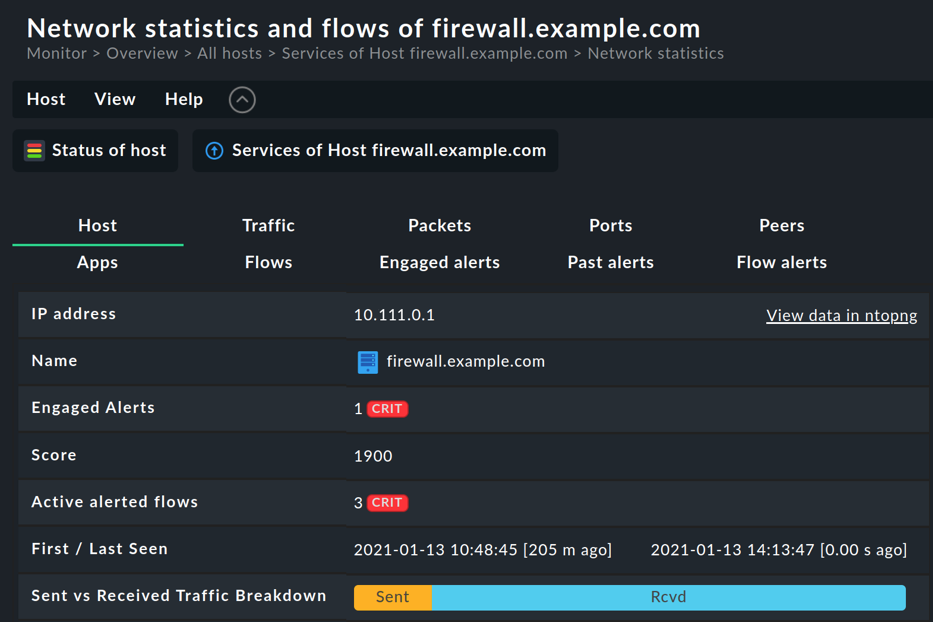 Network statistics and flows of firewall.example.com
Monitor > Overview > All hosts > Services of Host firewall.example.com > Network statistics
Host View Help
Status of host Services of Host firewall.example.com
Host Traffic Packets Ports Peers
Apps Flows Engaged alerts Past alerts Flow alerts
IP address 10.111.0.1 View data in ntopng
Name firewall.example.com
Engaged Alerts 1 CRIT
Score 1900
Active alerted flows 3 CRIT
First / Last Seen 2021-01-13 10:48:45 [205 m ago] 2021-01-13 14:13:47 [0.00 s ago]
Sent vs Received Traffic Breakdown Sent Rcvd